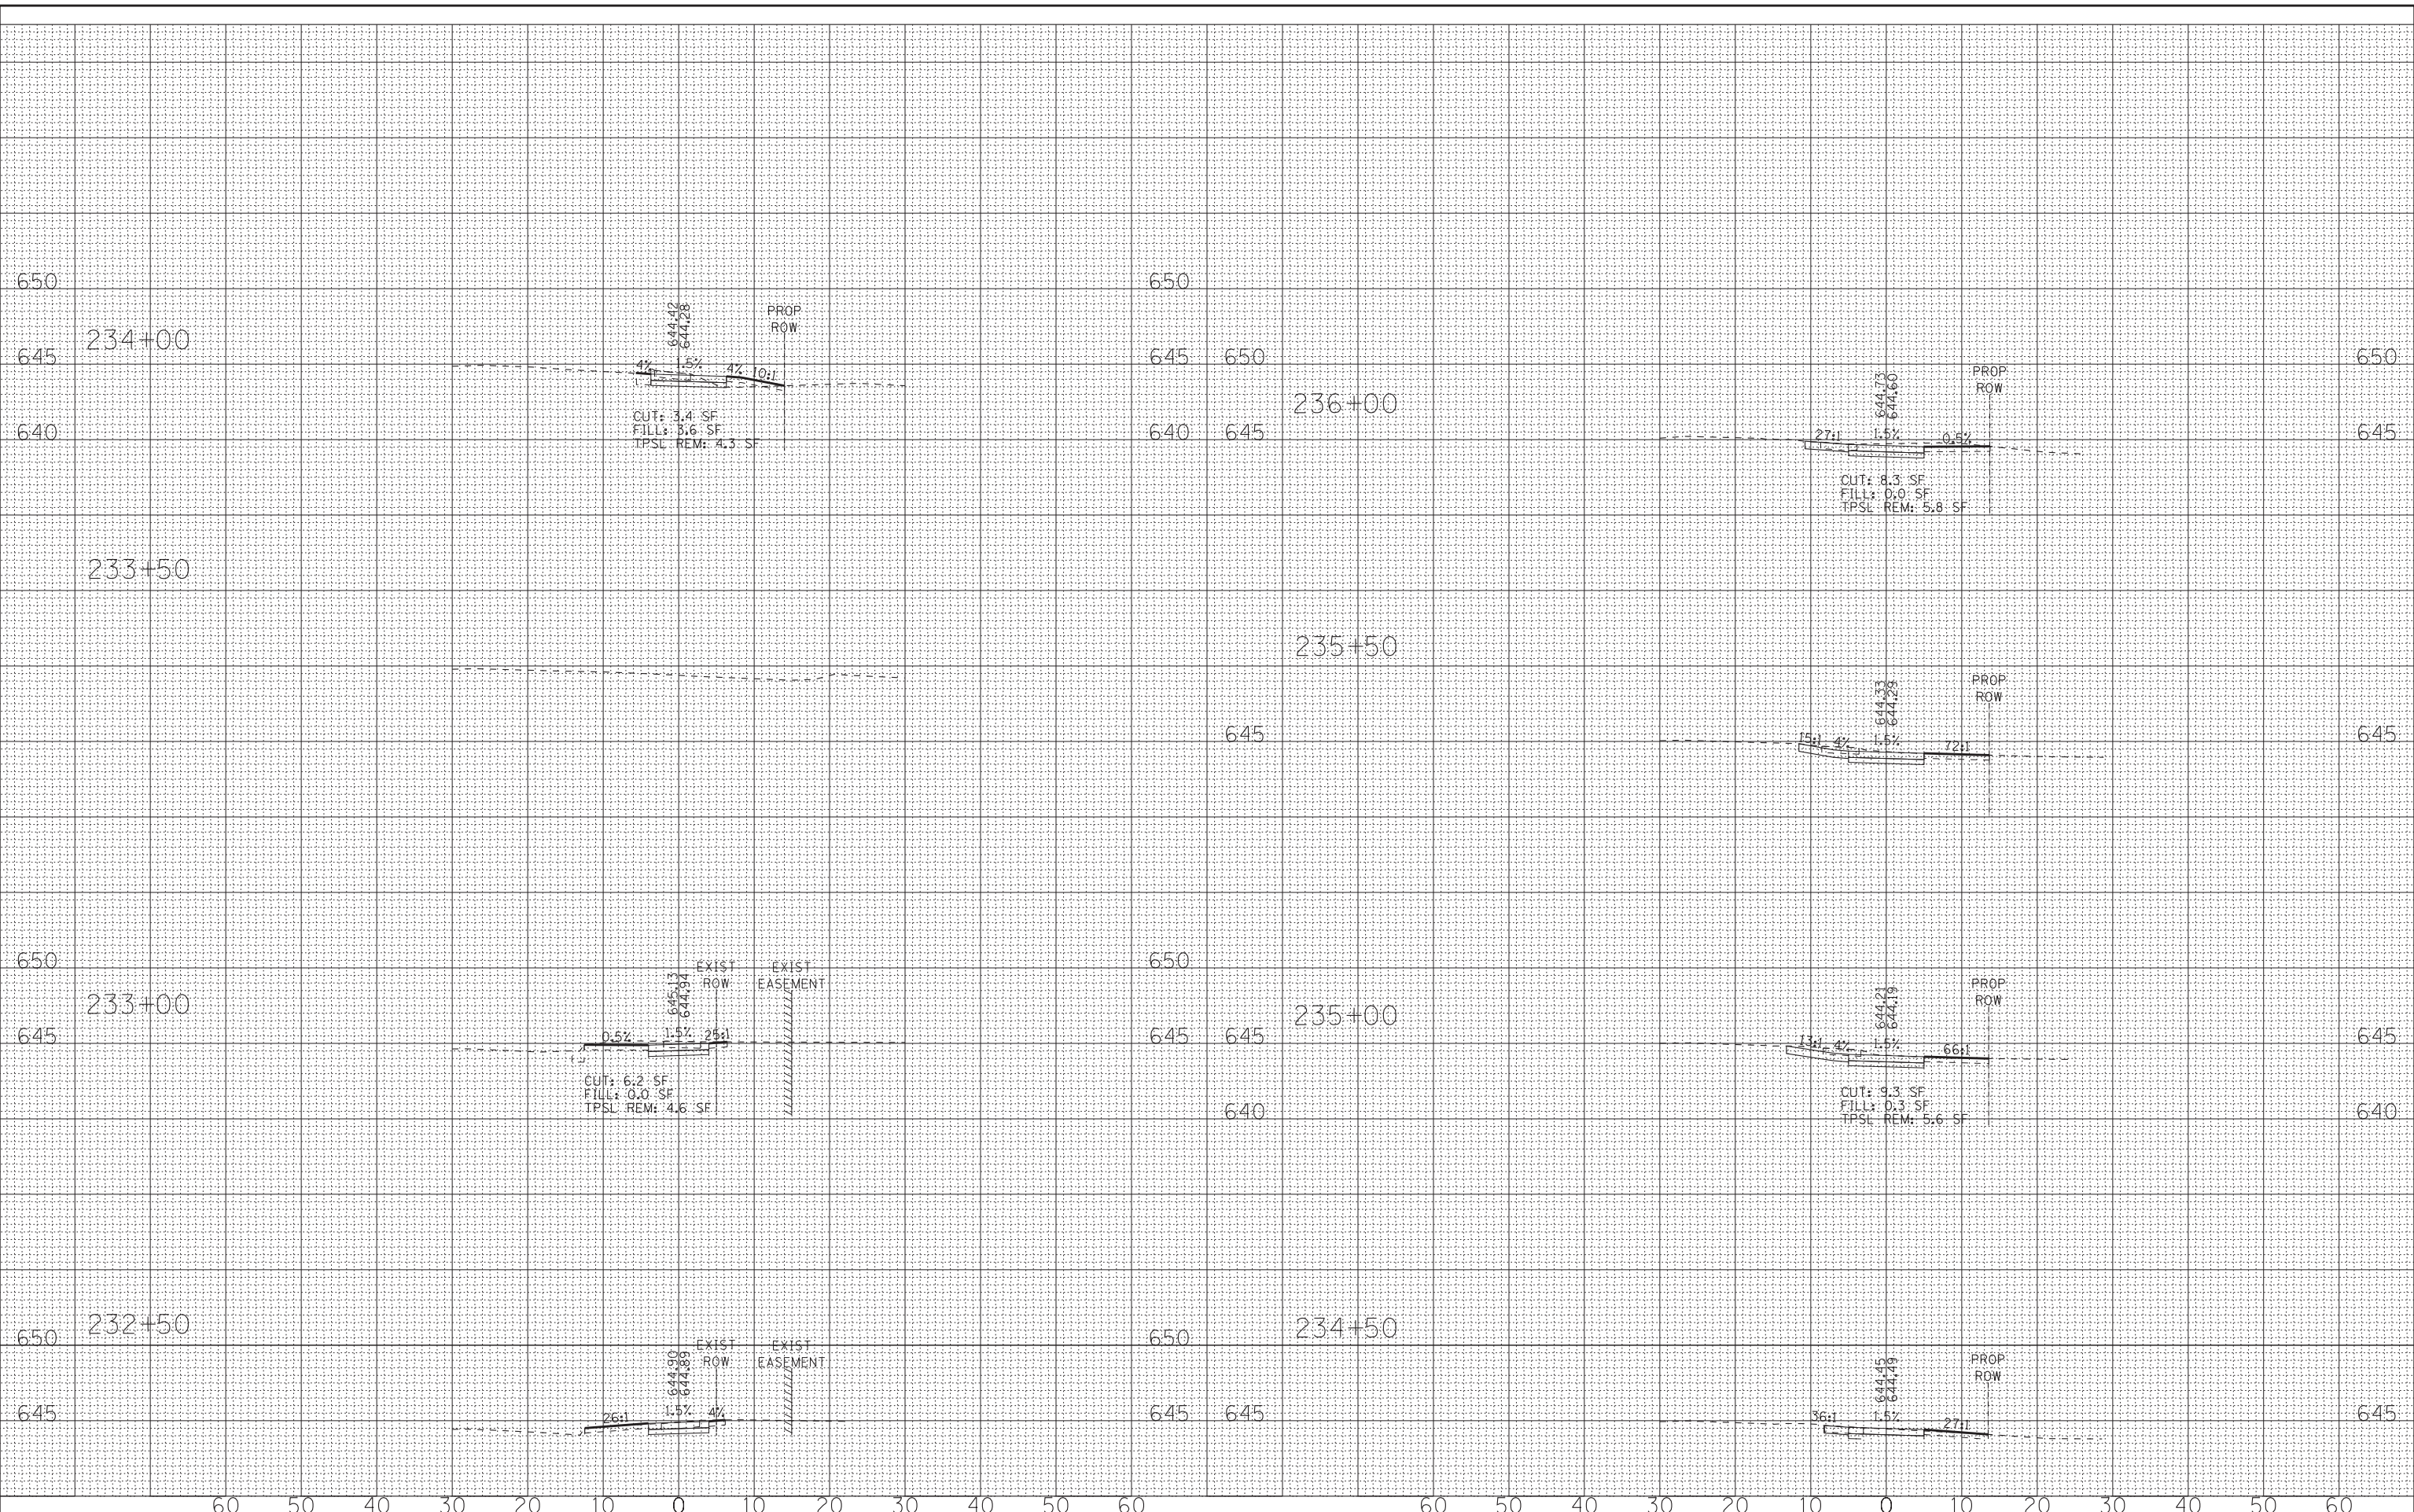 650
234+00
644.42
644.28
PROP
ROW
645
4%
1.5%
4%
10:1
CUT: 3.4 SF
FILL: 3.6 SF
TPSL REM: 4.3 SF
640
233+50
650
233+00
645.13
644.94
EXIST
ROW
EXIST
EASEMENT
645
0.5%
1.5%
25:1
CUT: 6.2 SF
FILL: 0.0 SF
TPSL REM: 4.6 SF
232+50
650
644.90
644.89
EXIST
ROW
EXIST
EASEMENT
645
26:1
1.5%
4%
60 50 40 30 20 10 0 10 20 30 40 50 60
650
645 650
640 645
645
650
645 645
640
650
645 645
650
236+00
644.73
644.60
PROP
ROW
27:1
1.5%
0.5%
645
CUT: 8.3 SF
FILL: 0.0 SF
TPSL REM: 5.8 SF
235+50
644.33
644.29
PROP
ROW
15:1
4%
1.5%
72:1
645
235+00
644.21
644.19
PROP
ROW
13:1
4%
1.5%
66:1
645
CUT: 9.3 SF
FILL: 0.3 SF
TPSL REM: 5.6 SF
640
234+50
644.45
644.49
PROP
ROW
36:1
1.5%
27:1
645
60 50 40 30 20 10 0 10 20 30 40 50 60